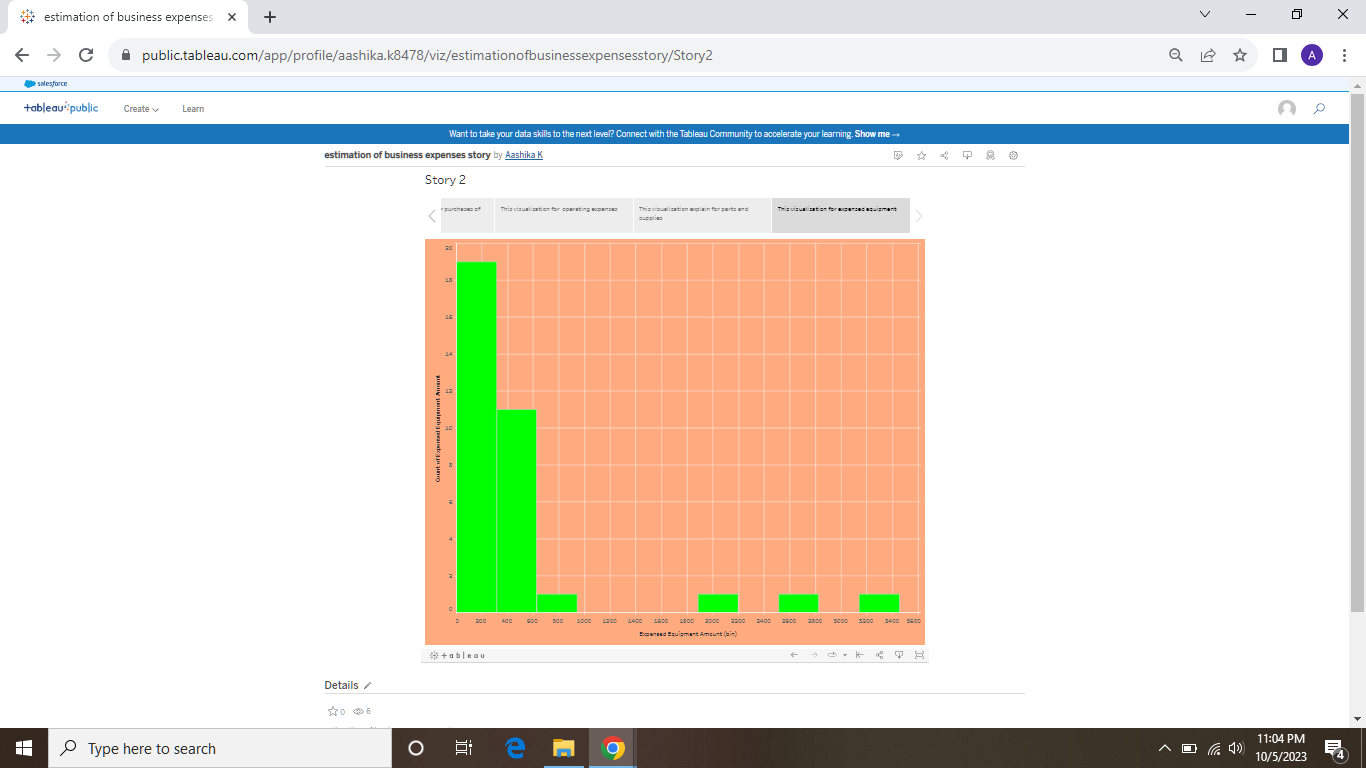 estimation of business expenses
public.tableau.com/app/profile/aashika.k8478/viz/estimationofbusinessexpensesstory/Story2
A
salesforce
+ab|eau public
Create
Learn
Want to take your data skills to the next level? Connect with the Tableau Community to accelerate your learning. Show me →
estimation of business expenses story by Aashika K
Story 2
r purchases of
This visualisation for operating expenses
This visualization explain for parts and
supplies
This visualization for expensed equipment
Count of Expensed Equipment Amount
20
18
16
14
12
10
8
6
4
2
0
0 200 400 600 800 1000 1200 1400 1600 1800 2000 2200 2400 2600 2800 3000 3200 3400 3600
Expensed Equipment Amount (bin)
+ableau
Details
0 6
Type here to search
11:04 PM
10/5/2023
4